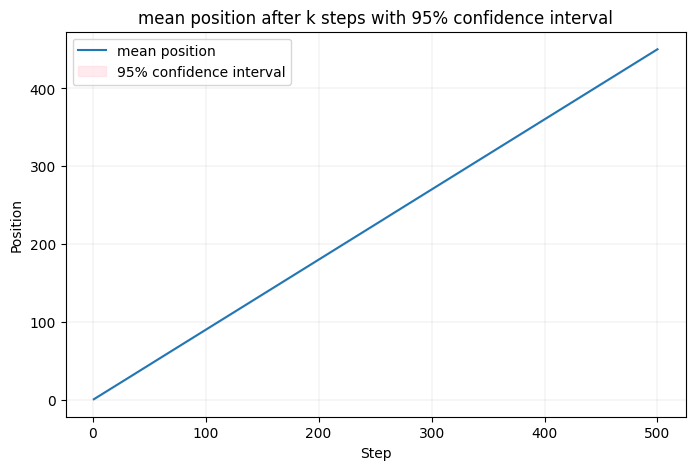 mean position after k steps with 95% confidence interval
mean position
95% confidence interval
400
300
200
100
0
Position
0 100 200 300 400 500
Step